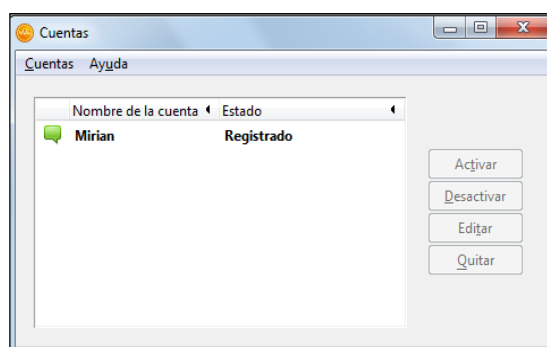 Cuentas
Cuentas Ayuda
Nombre de la cuenta Estado
Mirian Registrado
Activar
Desactivar
Editar
Quitar